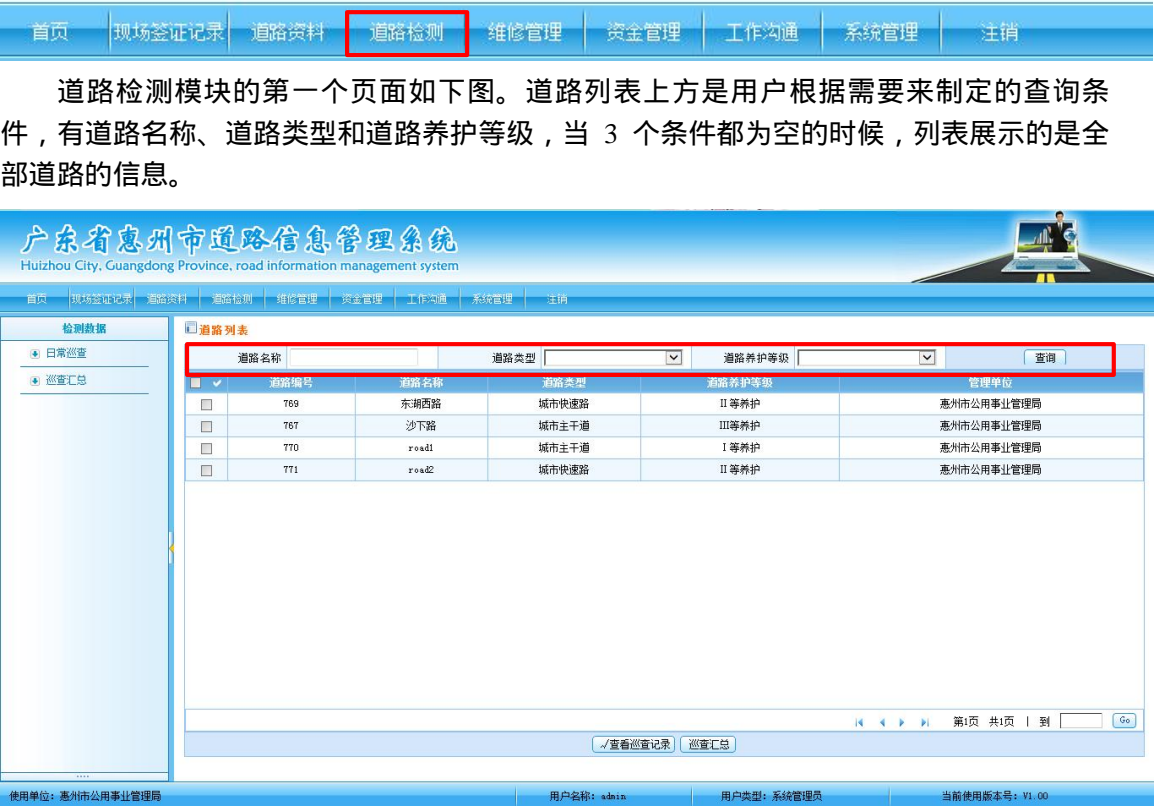 首页 现场签证记录 道路资料 道路检测 维修管理 资金管理 工作沟通 系统管理 注销
道路检测模块的第一个页面如下图。道路列表上方是用户根据需要来制定的查询条
件，有道路名称、道路类型和道路养护等级，当 3 个条件都为空的时候，列表展示的是全
部道路的信息。
广东省惠州市道路信息管理系统
Huizhou City, Guangdong Province, road information management system
首页 现场签证记录 道路资料 道路检测 维修管理 资金管理 工作沟通 系统管理 注销
检测数据
日常巡查
巡查汇总
道路列表
道路名称 道路类型 道路养护等级 查询
道路编号 道路名称 道路类型 道路养护等级 管理单位
769 东湖西路 城市快速路 II等养护 惠州市公用事业管理局
767 沙下路 城市主干道 III等养护 惠州市公用事业管理局
770 road1 城市主干道 I等养护 惠州市公用事业管理局
771 road2 城市快速路 II等养护 惠州市公用事业管理局
第1页 共1页 | 到 Go
√查看巡查记录 巡查汇总
使用单位：惠州市公用事业管理局 用户名称：admin 用户类型：系统管理员 当前使用版本号：V1.00